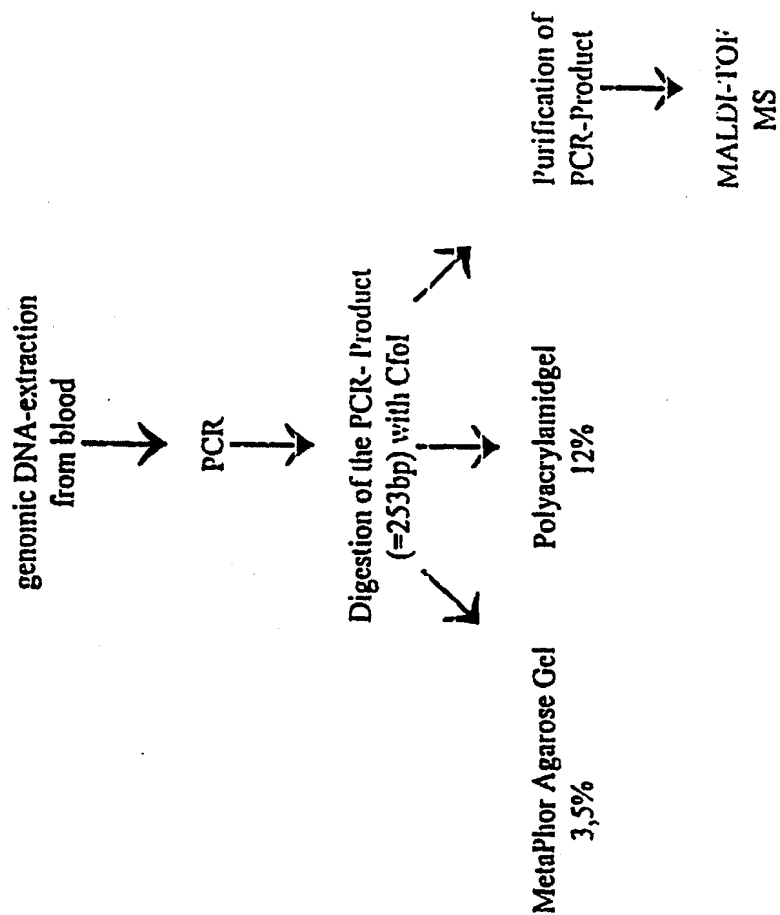 genomic DNA-extraction
from blood
PCR
Digestion of the PCR- Product
(=253bp) with CfoI
MetaPhor Agarose Gel
3,5%
Polyacrylamidgel
12%
Purification of
PCR-Product
MALDI-TOF
MS